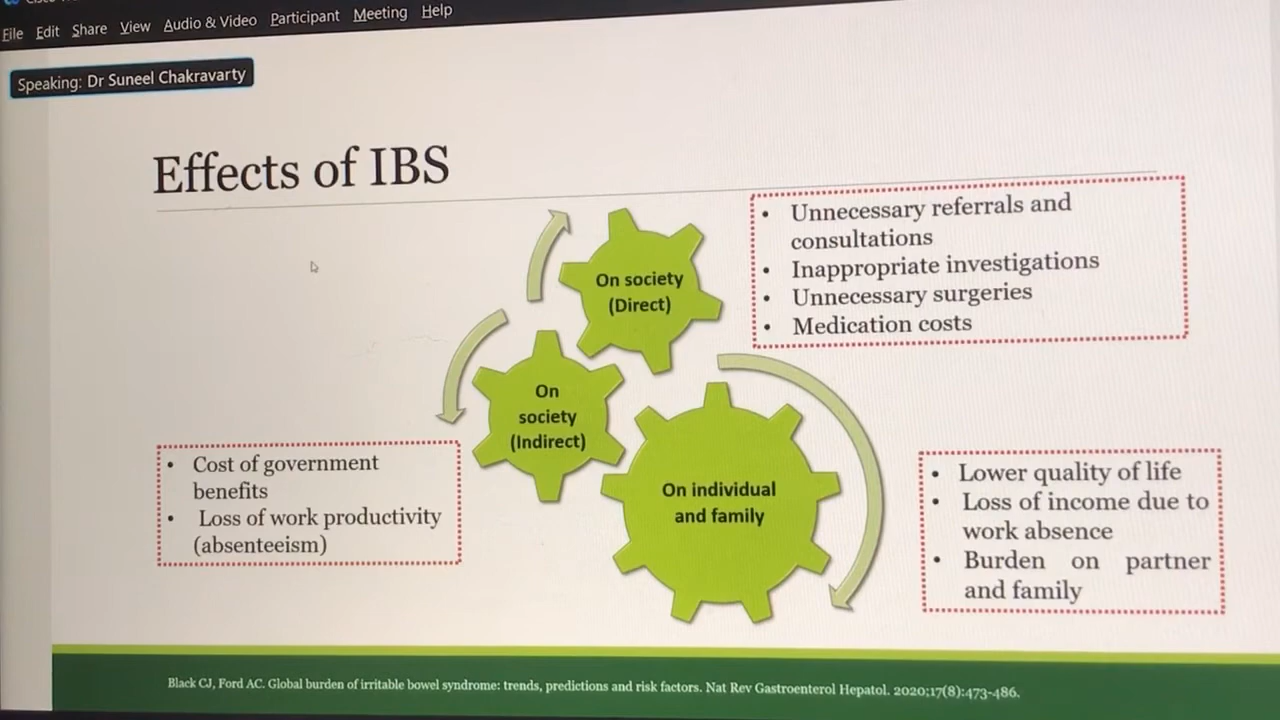 File Edit Share View Audio & Video Participant Meeting Help
Speaking: Dr Suneel Chakravarty
Effects of IBS
On society
(Direct)
• Unnecessary referrals and
consultations
• Inappropriate investigations
• Unnecessary surgeries
• Medication costs
On
society
(Indirect)
• Cost of government
benefits
• Loss of work productivity
(absenteeism)
On individual
and family
• Lower quality of life
• Loss of income due to
work absence
• Burden on partner
and family
Black CJ, Ford AC. Global burden of irritable bowel syndrome: trends, predictions and risk factors. Nat Rev Gastroenterol Hepatol. 2020;17(8):473-486.